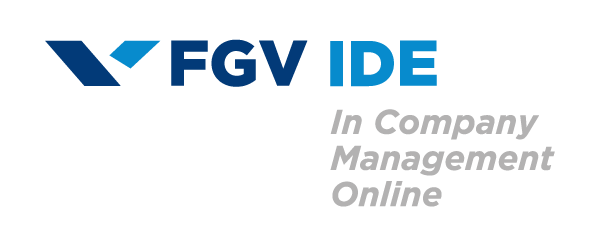 FGV IDE
In Company
Management
Online